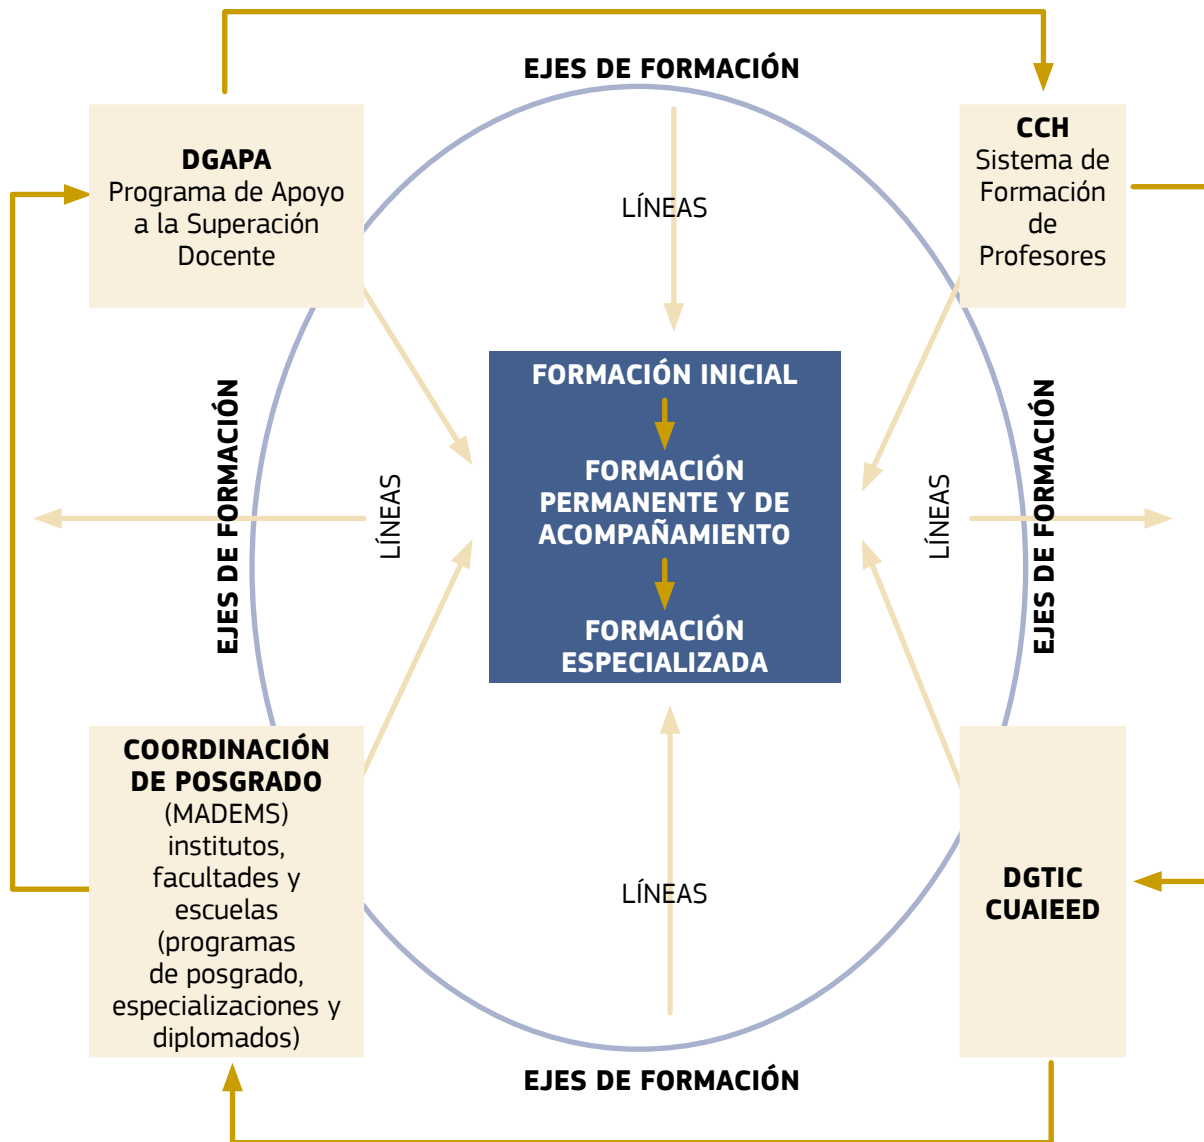 EJES DE FORMACIÓN
DGAPA
Programa de Apoyo
a la Superación
Docente
CCH
Sistema de
Formación
de
Profesores
LÍNEAS
FORMACIÓN INICIAL
FORMACIÓN
PERMANENTE Y DE
ACOMPAÑAMIENTO
FORMACIÓN
ESPECIALIZADA
EJES DE FORMACIÓN
LÍNEAS
LÍNEAS
EJES DE FORMACIÓN
COORDINACIÓN
DE POSGRADO
(MADEMS)
institutos,
facultades y
escuelas
(programas
de posgrado,
especializaciones y
diplomados)
LÍNEAS
DGTIC
CUAIEED
EJES DE FORMACIÓN